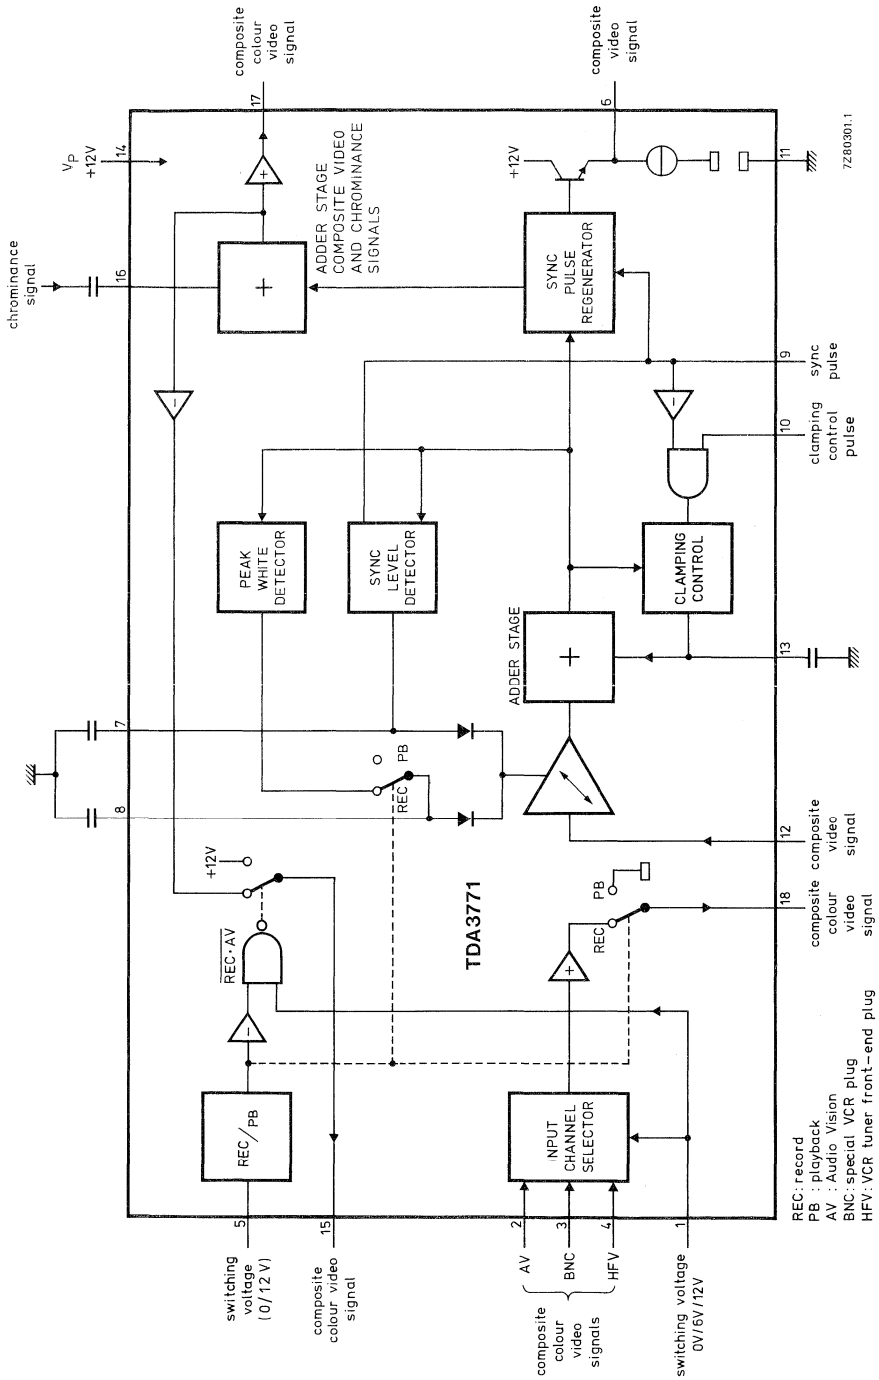 composite
colour
video
signal
composite
video
signal
17
6
VP
+12V
14
+12V
11
7Z80301.1
chrominance
signal
16
+
+
ADDER STAGE
COMPOSITE VIDEO
AND CHROMINANCE
SIGNALS
SYNC
PULSE
REGENERATOR
9
sync
pulse
−
−
10
clamping
control
pulse
PEAK
WHITE
DETECTOR
SYNC
LEVEL
DETECTOR
CLAMPING
CONTROL
ADDER STAGE
+
13
7
8
PB
REC
12
composite
video
signal
+12V
TDA3771
PB
REC
18
composite
colour
video
signal
REC·AV
−
+
REC/PB
INPUT
CHANNEL
SELECTOR
5
15
2
3
4
1
switching
voltage
(0/12V)
composite
colour video
signal
AV
BNC
HFV
composite
colour
video
signals
switching voltage
0V/6V/12V
REC: record
PB : playback
AV : Audio Vision
BNC: special VCR plug
HFV: VCR tuner front-end plug